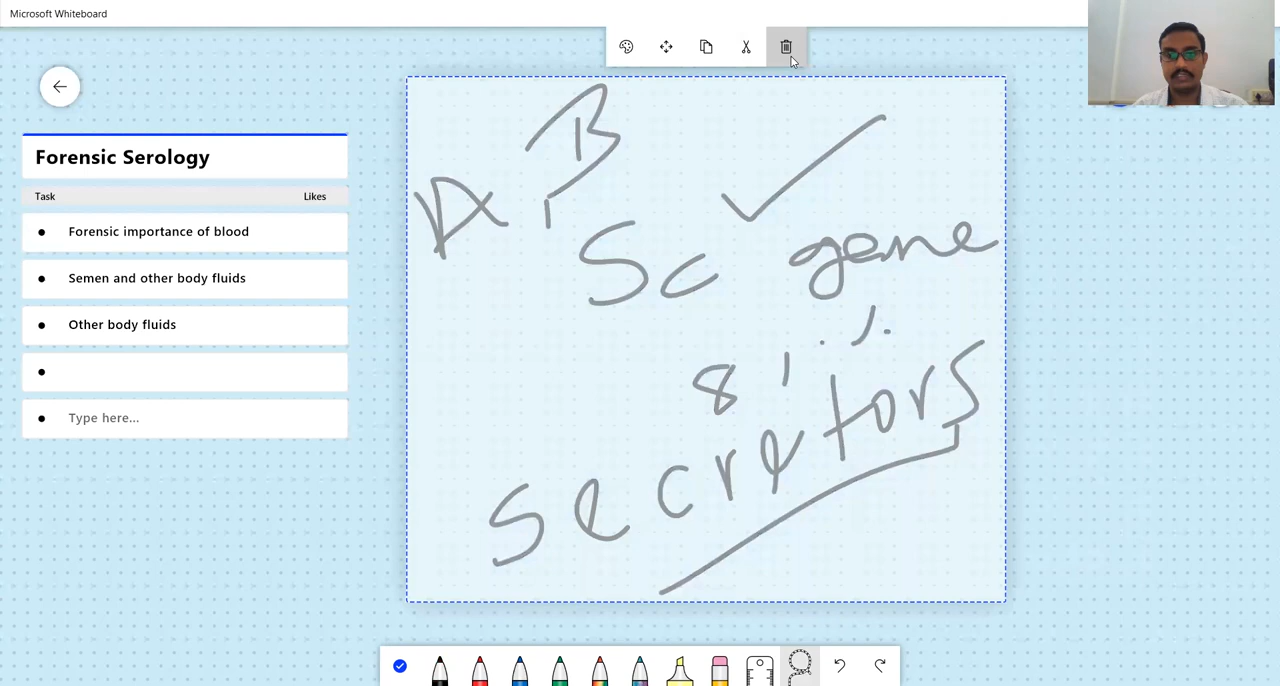 Microsoft Whiteboard
Forensic Serology
Task Likes
Forensic importance of blood
Semen and other body fluids
Other body fluids
Type here...
A B
Sc gene
secretors